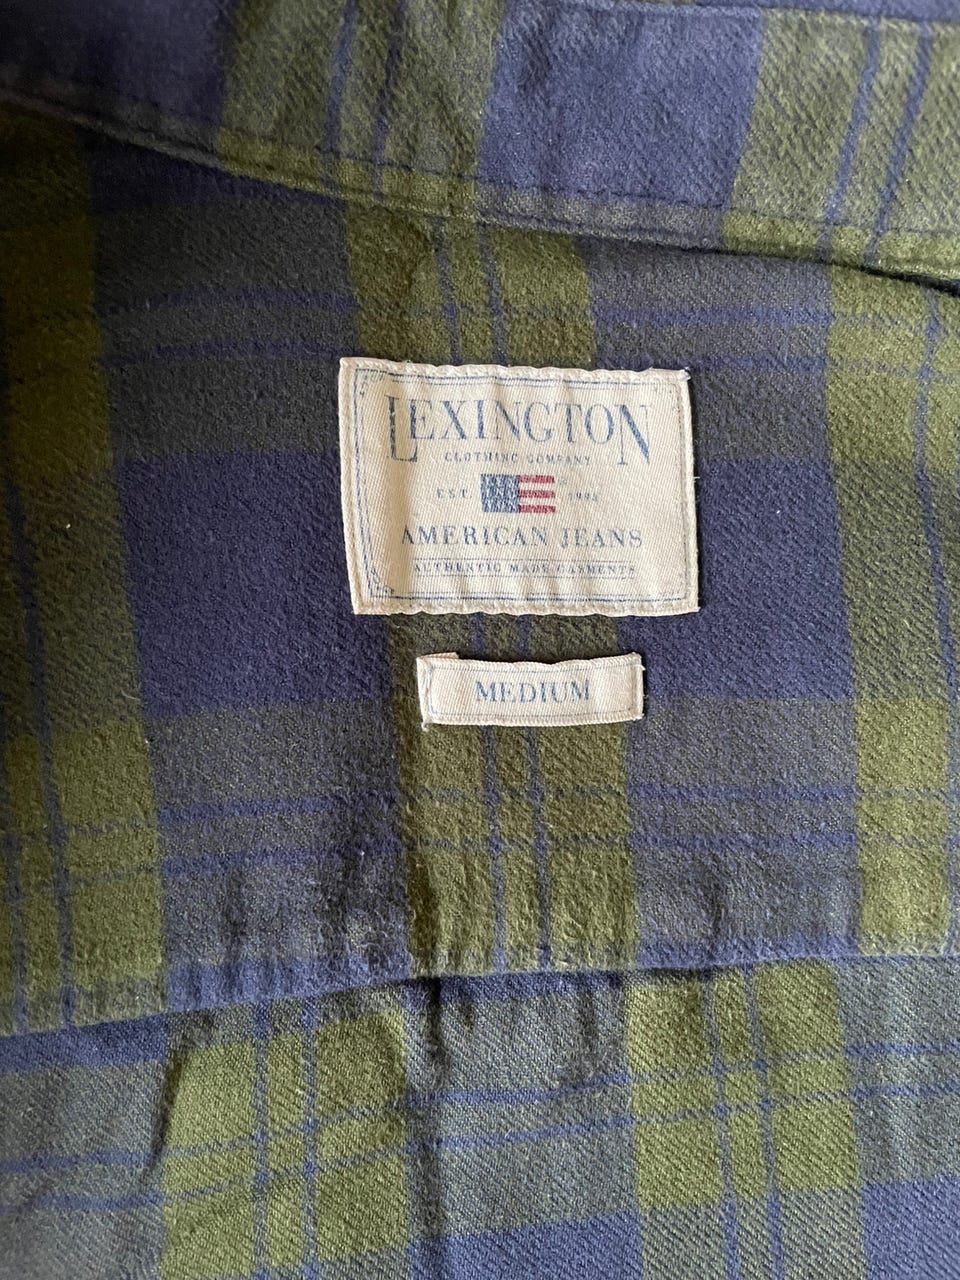 LEXINGTON
CLOTHING COMPANY
EST.
AMERICAN JEANS
AUTHENTIC MADE GARMENTS
MEDIUM